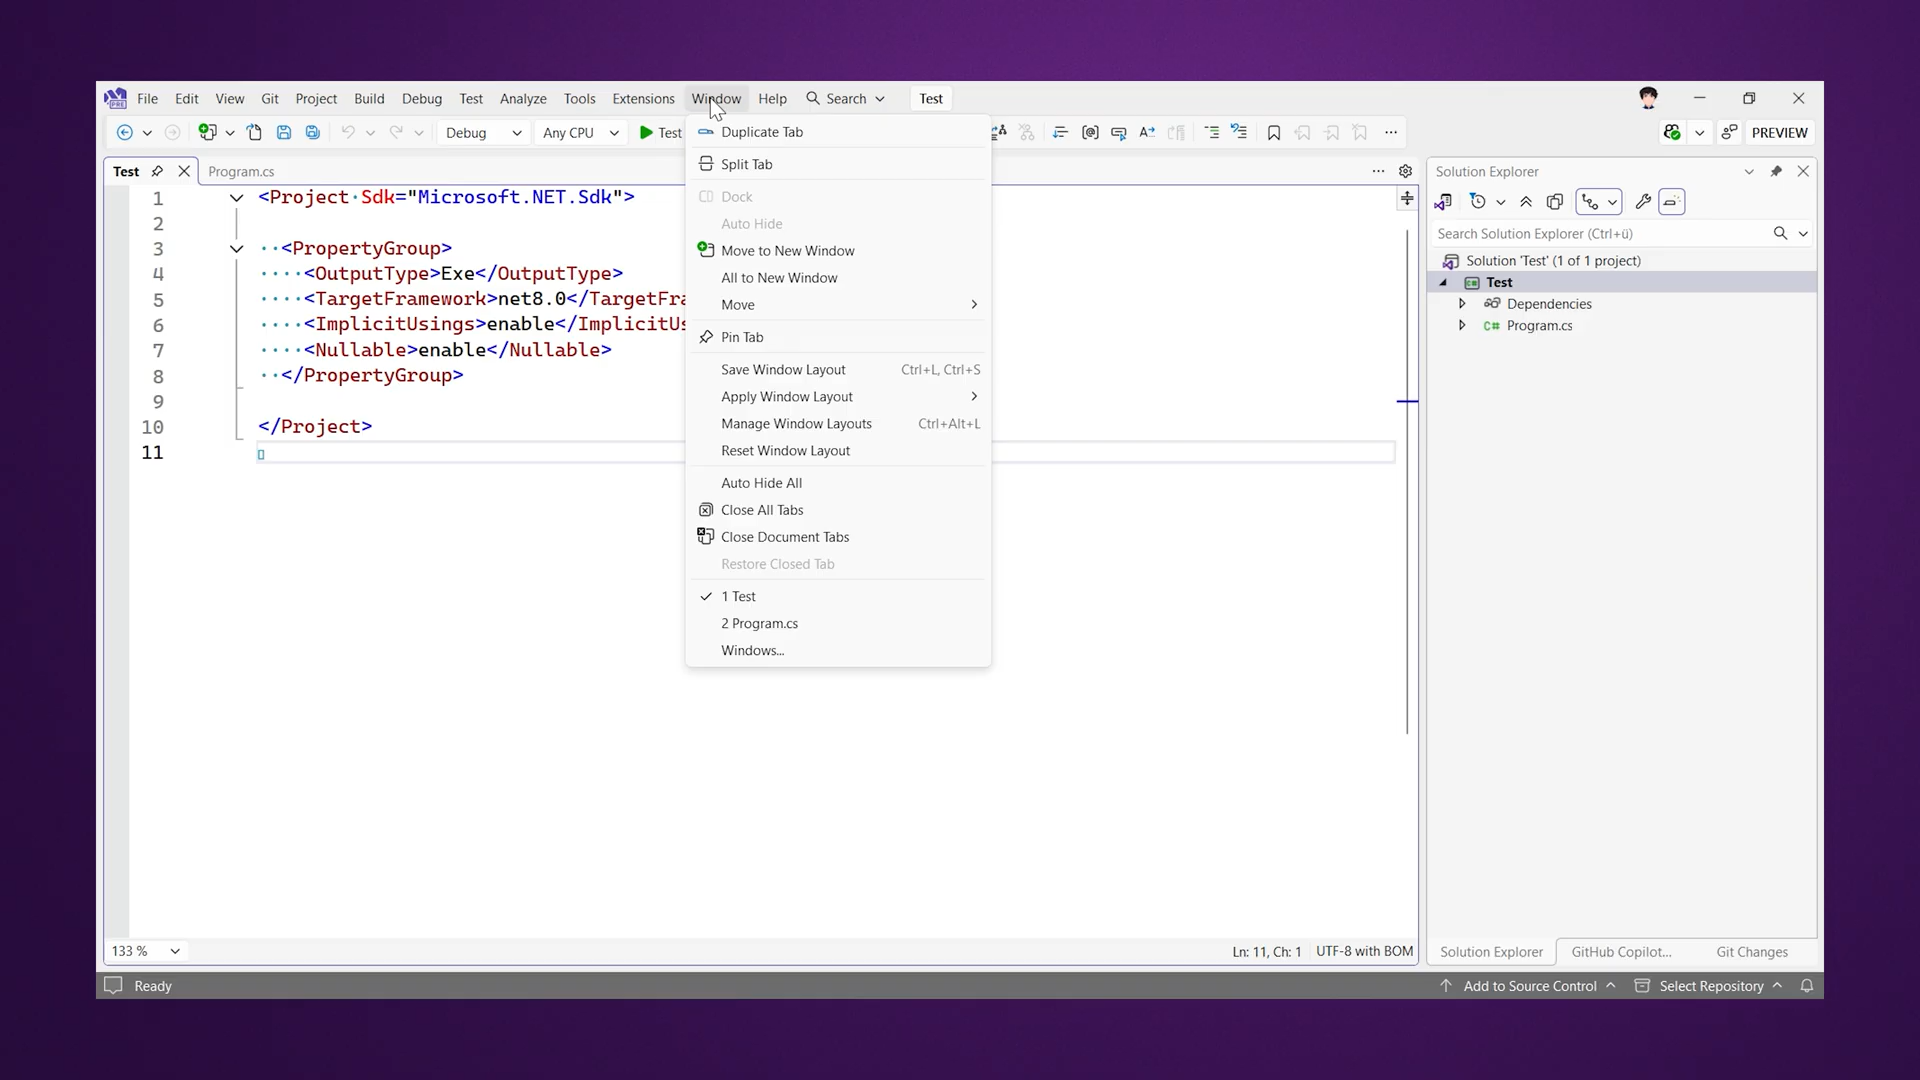 File Edit View Git Project Build Debug Test Analyze Tools Extensions Window Help Search Test
Debug Any CPU Test PREVIEW
Test Program.cs
1 <Project·Sdk="Microsoft.NET.Sdk">
2
3 ··<PropertyGroup>
4 ····<OutputType>Exe</OutputType>
5 ····<TargetFramework>net8.0</TargetFra
6 ····<ImplicitUsings>enable</ImplicitUs
7 ····<Nullable>enable</Nullable>
8 ··</PropertyGroup>
9
10 </Project>
11
Duplicate Tab
Split Tab
Dock
Auto Hide
Move to New Window
All to New Window
Move
Pin Tab
Save Window Layout Ctrl+L, Ctrl+S
Apply Window Layout
Manage Window Layouts Ctrl+Alt+L
Reset Window Layout
Auto Hide All
Close All Tabs
Close Document Tabs
Restore Closed Tab
1 Test
2 Program.cs
Windows...
Solution Explorer
Search Solution Explorer (Ctrl+ü)
Solution 'Test' (1 of 1 project)
Test
Dependencies
C# Program.cs
133 % Ln: 11, Ch: 1 UTF-8 with BOM
Solution Explorer GitHub Copilot... Git Changes
Ready Add to Source Control Select Repository